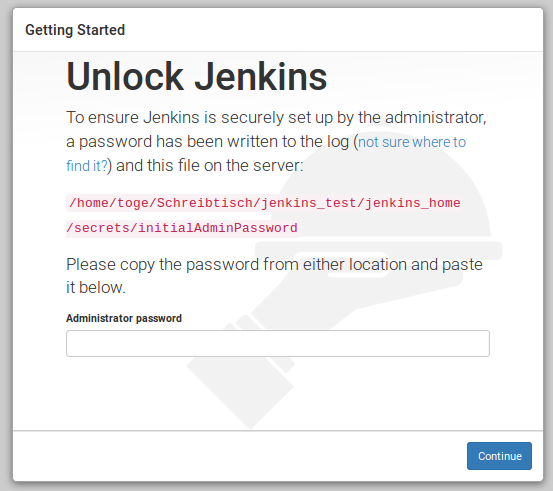 Getting Started
Unlock Jenkins
To ensure Jenkins is securely set up by the administrator,
a password has been written to the log (not sure where to
find it?) and this file on the server:
/home/toge/Schreibtisch/jenkins_test/jenkins_home
/secrets/initialAdminPassword
Please copy the password from either location and paste
it below.
Administrator password
Continue